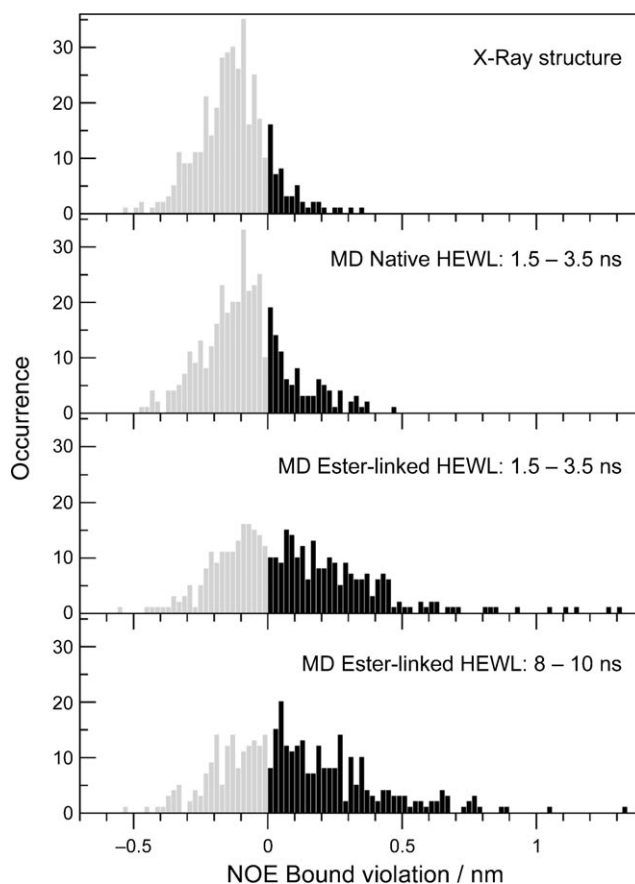 30
20
10
0
X-Ray structure
30
20
10
0
MD Native HEWL: 1.5 – 3.5 ns
30
20
10
0
MD Ester-linked HEWL: 1.5 – 3.5 ns
30
20
10
0
MD Ester-linked HEWL: 8 – 10 ns
Occurrence
–0.5 0 0.5 1
NOE Bound violation / nm